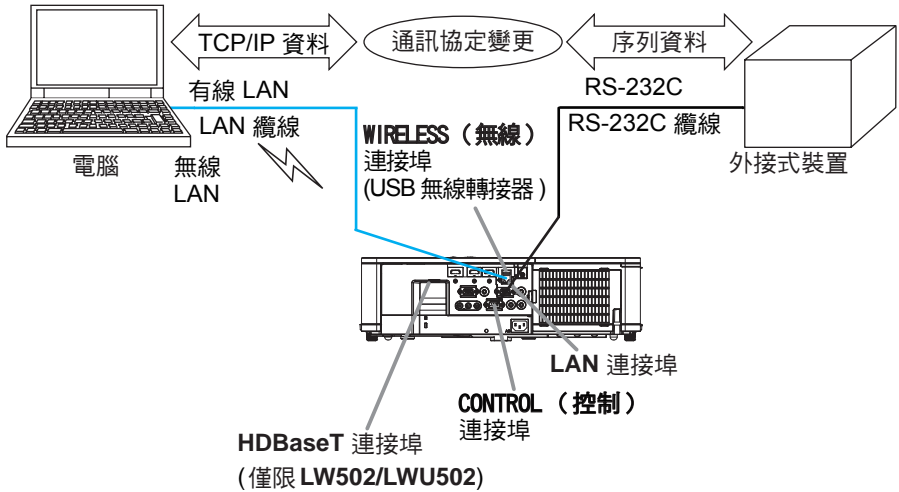 TCP/IP 資料
通訊協定變更
序列資料
有線 LAN
RS-232C
LAN 纜線
RS-232C 纜線
WIRELESS（無線）
連接埠
(USB 無線轉接器)
電腦
無線
LAN
外接式裝置
LAN 連接埠
CONTROL（控制）
連接埠
HDBaseT 連接埠
(僅限 LW502/LWU502)